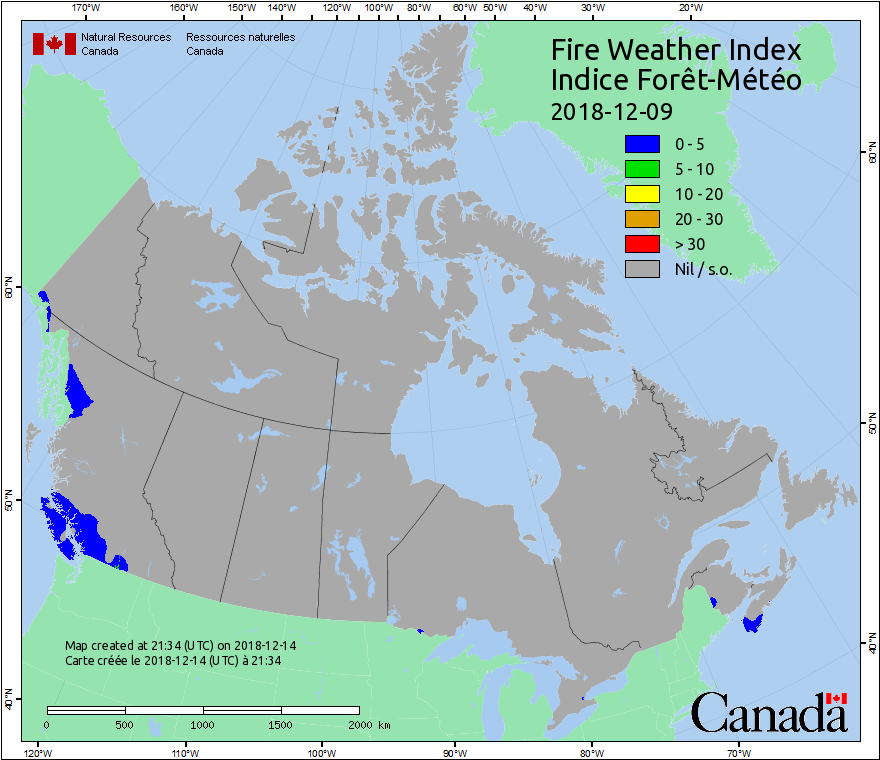 170°W 160°W 150°W 140°W 130°W 120°W 110°W 100°W 90°W 80°W 70°W 60°W 50°W 40°W 30°W 20°W
Natural Resources Ressources naturelles
Canada Canada
Fire Weather Index
Indice Forêt-Météo
2018-12-09
0 - 5
5 - 10
10 - 20
20 - 30
> 30
Nil / s.o.
60°N
60°N
50°N
50°N
40°N
40°N
Map created at 21:34 (UTC) on 2018-12-14
Carte créée le 2018-12-14 (UTC) à 21:34
0 500 1000 1500 2000 km
Canada
120°W 110°W 100°W 90°W 80°W 70°W